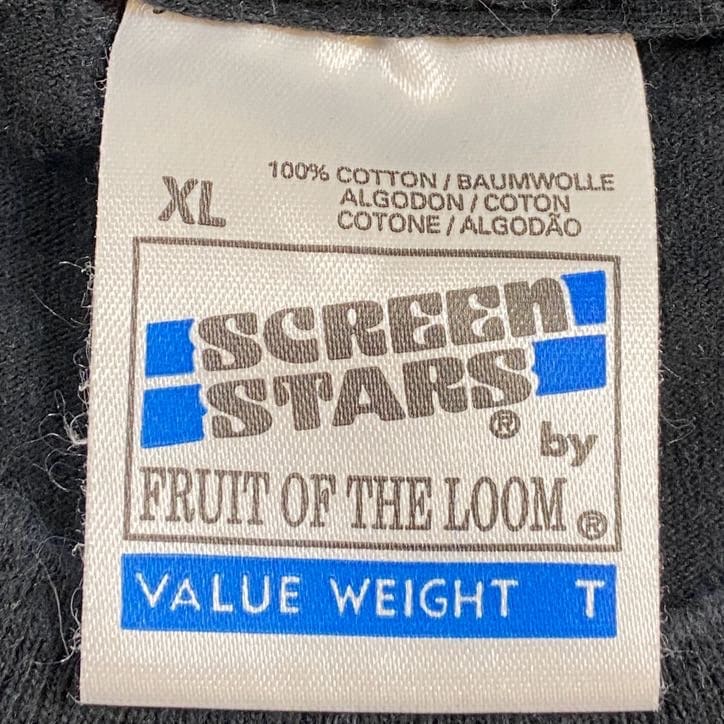 XL
100% COTTON / BAUMWOLLE
ALGODON / COTON
COTONE / ALGODÃO
SCREEN
STARS®
by
FRUIT OF THE LOOM®
VALUE WEIGHT T